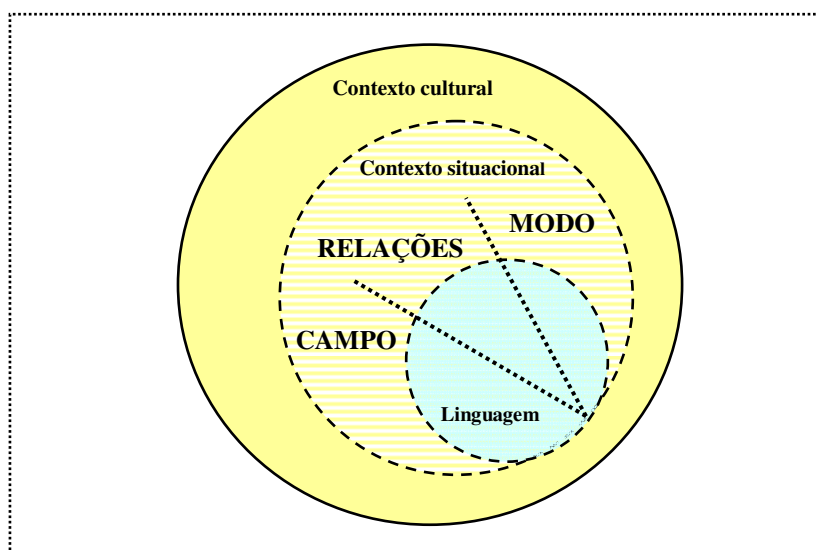 Contexto cultural
Contexto situacional
MODO
RELAÇÕES
CAMPO
Linguagem